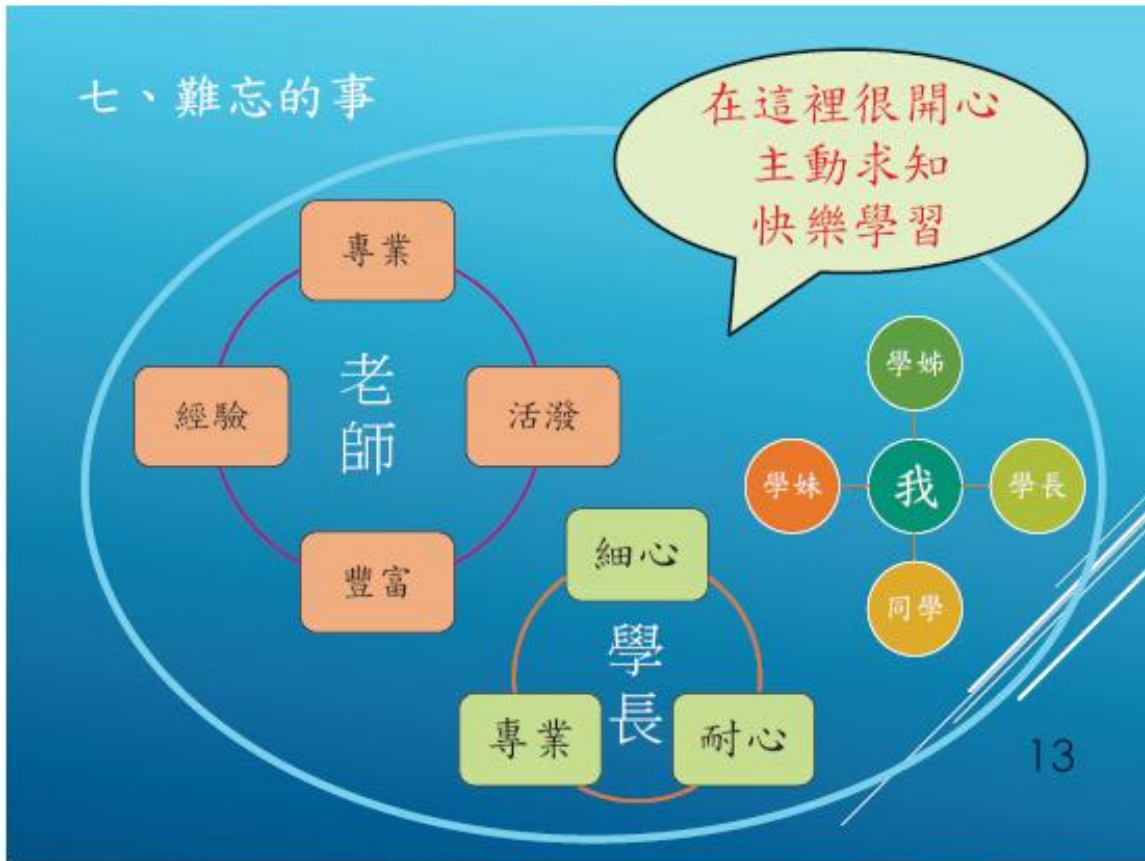 七、難忘的事
在這裡很開心
主動求知
快樂學習
專業
經驗
老師
活潑
豐富
學姊
學妹
我
學長
同學
細心
學長
專業
耐心
13